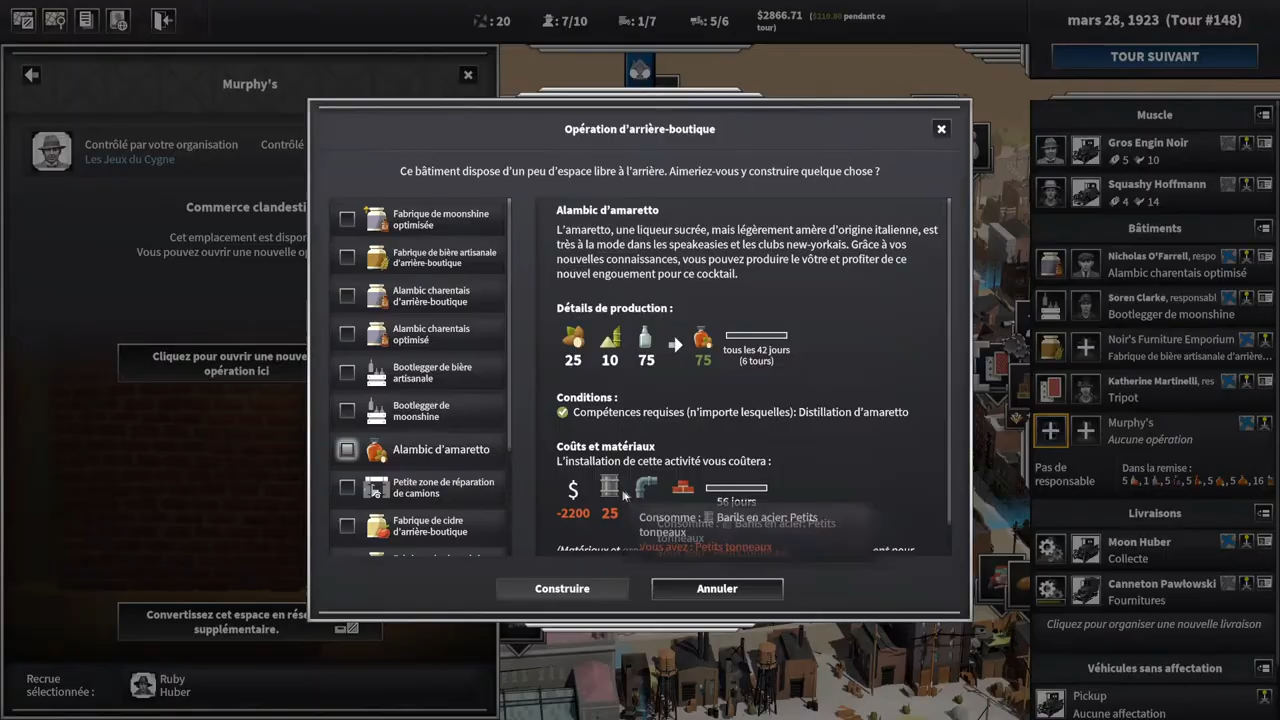 : 20
: 7/10
: 1/7
: 5/6
$2866.71 ($210.80 pendant ce
tour)
mars 28, 1923 (Tour #148)
TOUR SUIVANT
Murphy's
Contrôlé par votre organisation
Les Jeux du Cygne
Contrôlé
Commerce clandesti
Cet emplacement est dispor
Vous pouvez ouvrir une nouvelle o
Cliquez pour ouvrir une nouve
opération ici
Convertissez cet espace en rése
supplémentaire.
Recrue
sélectionnée :
Ruby
Huber
Opération d'arrière-boutique
Ce bâtiment dispose d'un peu d'espace libre à l'arrière. Aimeriez-vous y construire quelque chose ?
Fabrique de moonshine
optimisée
Fabrique de bière artisanale
d'arrière-boutique
Alambic charentais
d'arrière-boutique
Alambic charentais
optimisé
Bootlegger de bière
artisanale
Bootlegger de
moonshine
Alambic d'amaretto
Petite zone de réparation
de camions
Fabrique de cidre
d'arrière-boutique
Alambic d'amaretto
L'amaretto, une liqueur sucrée, mais légèrement amère d'origine italienne, est
très à la mode dans les speakeasies et les clubs new-yorkais. Grâce à vos
nouvelles connaissances, vous pouvez produire le vôtre et profiter de ce
nouvel engouement pour ce cocktail.
Détails de production :
25 10 75 75
tous les 42 jours
(6 tours)
Conditions :
Compétences requises (n'importe lesquelles): Distillation d'amaretto
Coûts et matériaux
L'installation de cette activité vous coûtera :
$
-2200 25
56 jours
Consomme : Barils en acier: Petits
tonneaux
Vous avez : Petits tonneaux
Construire
Annuler
Muscle
Gros Engin Noir
5 10
Squashy Hoffmann
4 14
Bâtiments
Nicholas O'Farrell, respo
Alambic charentais optimisé
Soren Clarke, responsabl
Bootlegger de moonshine
Noir's Furniture Emporium
Fabrique de bière artisanale d'arrière...
Katherine Martinelli, res
Tripot
Murphy's
Aucune opération
Pas de
responsable
Dans la remise :
Livraisons
Moon Huber
Collecte
Canneton Pawłowski
Fournitures
Cliquez pour organiser une nouvelle livraison
Véhicules sans affectation
Pickup
Aucune affectation